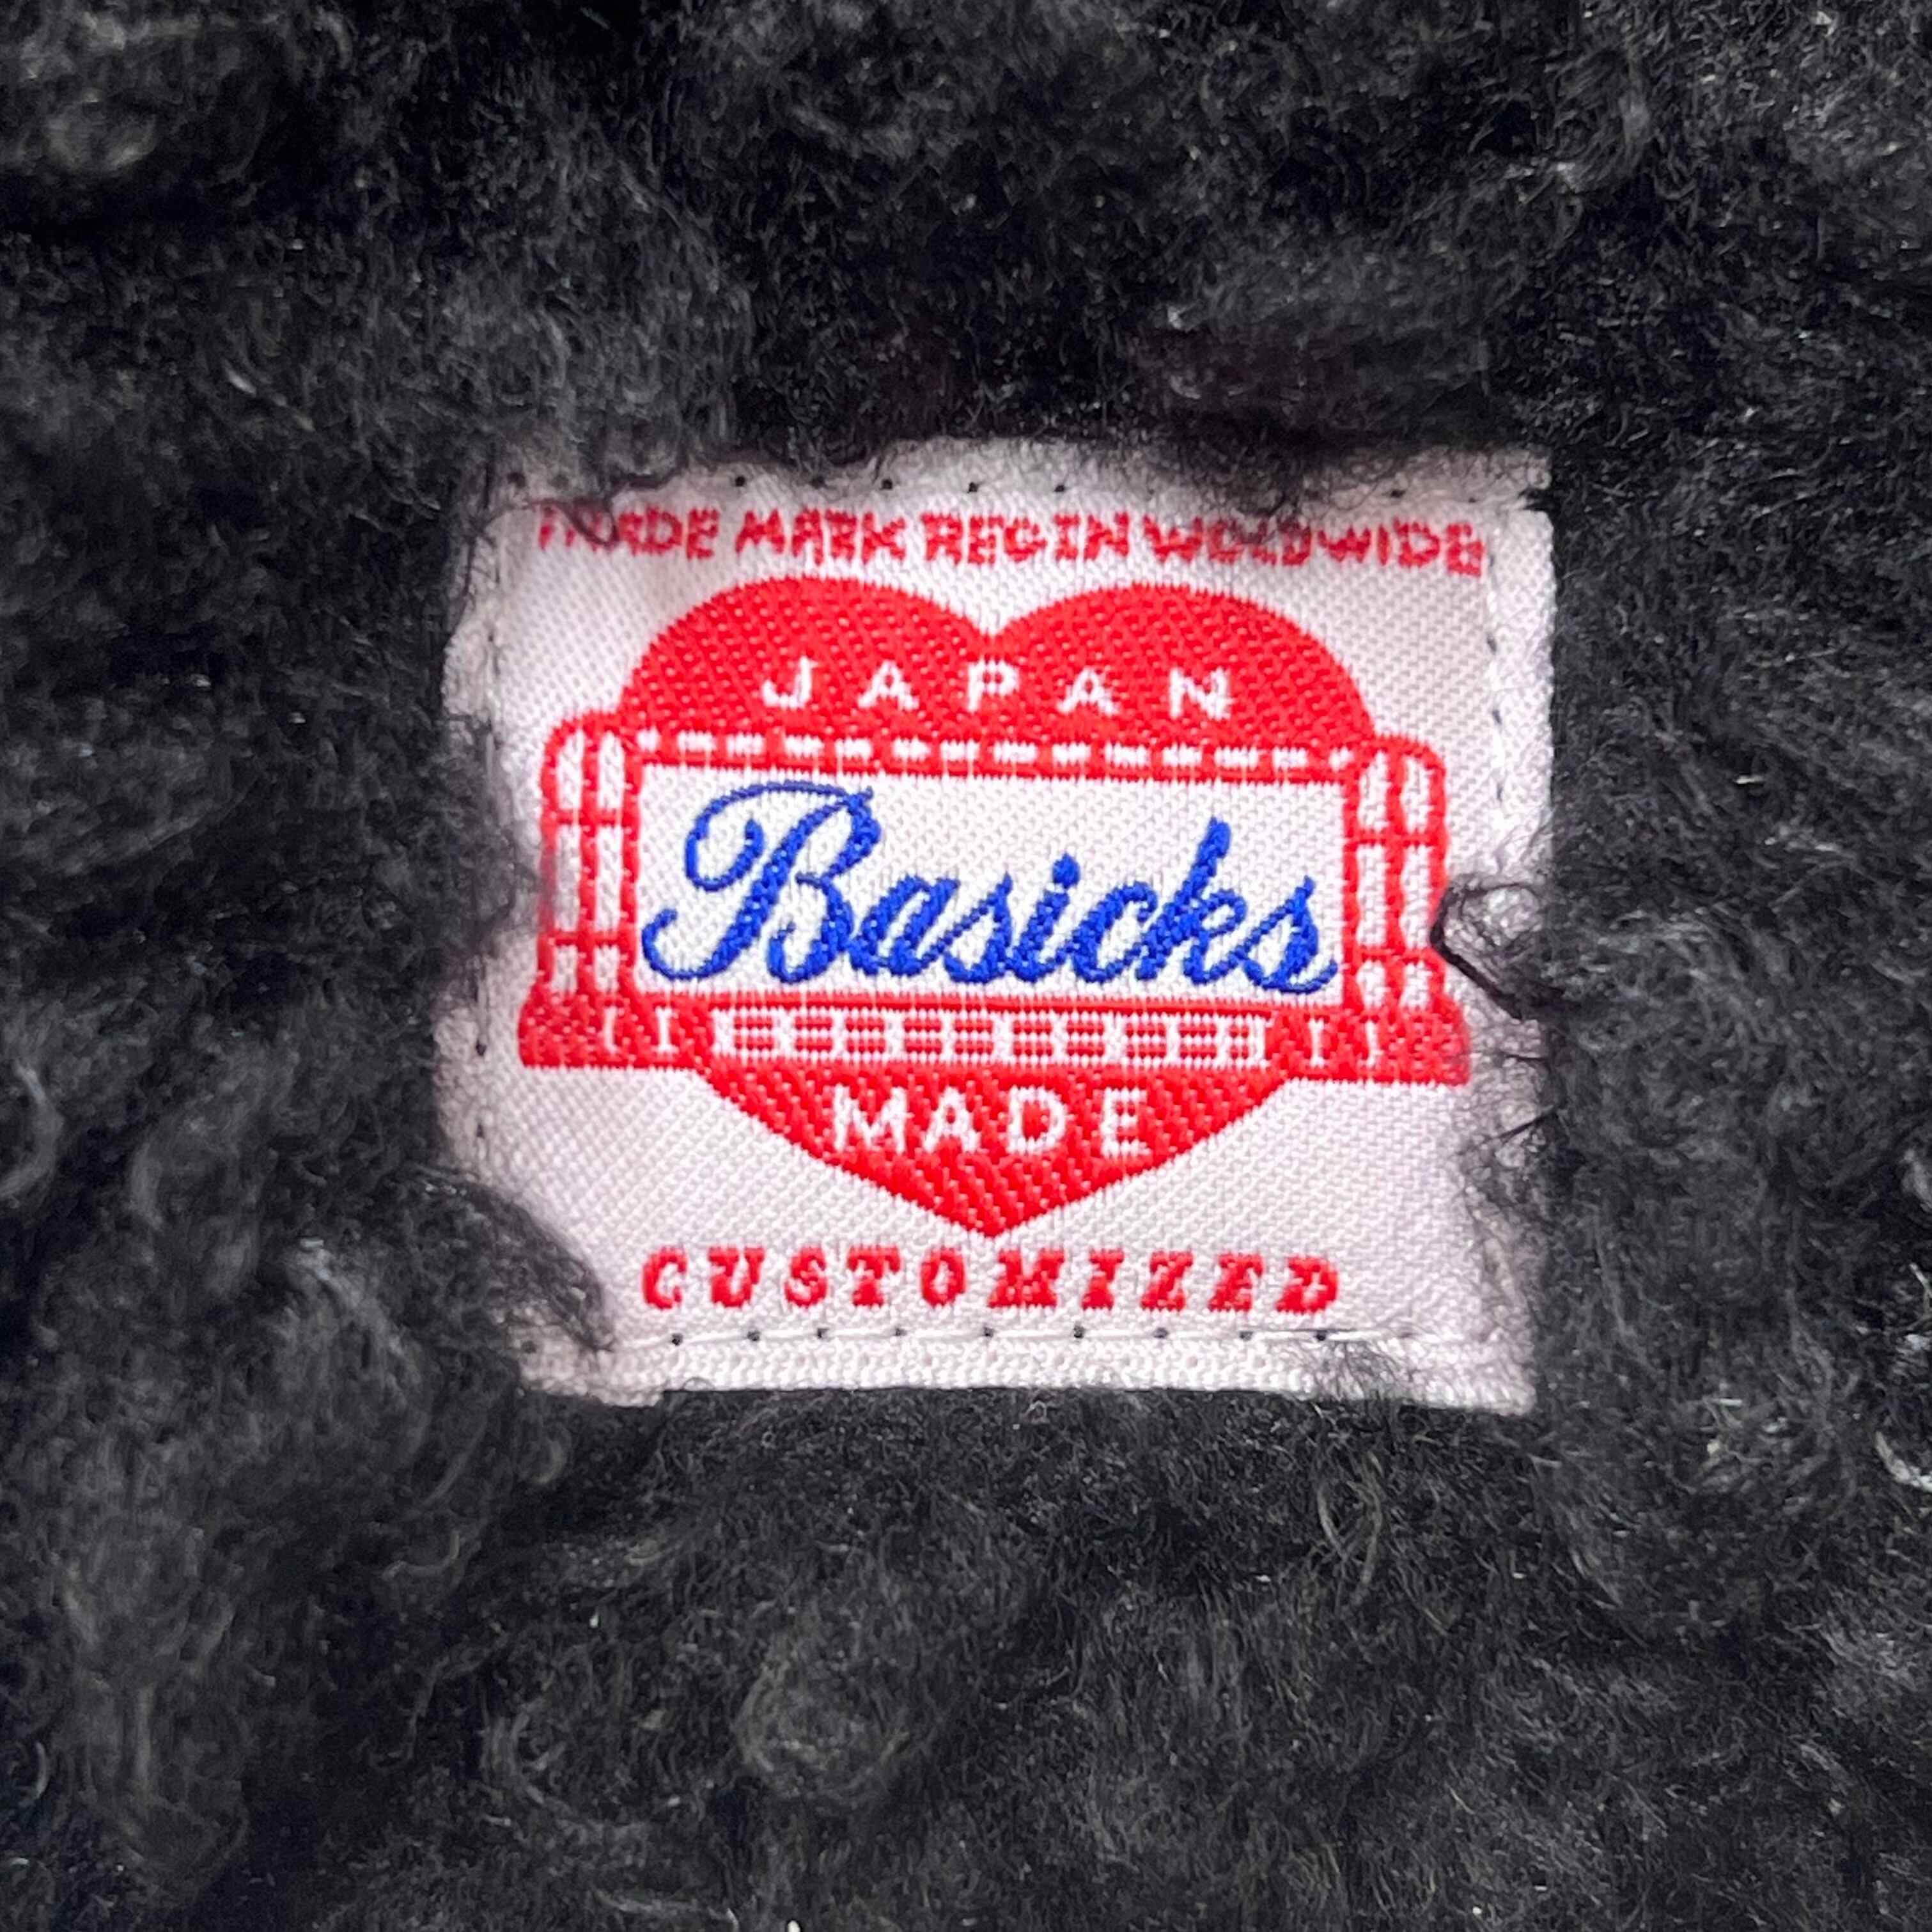 TRADE MARK REG IN WORLDWIDE
JAPAN
Basicks
MADE
CUSTOMIZED